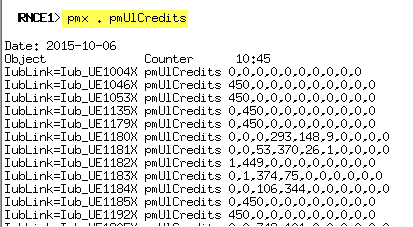 RNCE1> pmx . pmUlCredits
Date: 2015-10-06
Object Counter 10:45
IubLink=Iub_UE1004X pmUlCredits 0,0,0,0,0,0,0,0,0,0
IubLink=Iub_UE1046X pmUlCredits 450,0,0,0,0,0,0,0,0,0
IubLink=Iub_UE1053X pmUlCredits 450,0,0,0,0,0,0,0,0,0
IubLink=Iub_UE1135X pmUlCredits 0,450,0,0,0,0,0,0,0,0
IubLink=Iub_UE1179X pmUlCredits 0,450,0,0,0,0,0,0,0,0
IubLink=Iub_UE1180X pmUlCredits 0,0,293,148,9,0,0,0,0,0
IubLink=Iub_UE1181X pmUlCredits 0,0,53,370,26,1,0,0,0,0
IubLink=Iub_UE1182X pmUlCredits 1,449,0,0,0,0,0,0,0,0
IubLink=Iub_UE1183X pmUlCredits 0,1,374,75,0,0,0,0,0,0
IubLink=Iub_UE1184X pmUlCredits 0,0,106,344,0,0,0,0,0,0
IubLink=Iub_UE1185X pmUlCredits 0,450,0,0,0,0,0,0,0,0
IubLink=Iub_UE1192X pmUlCredits 450,0,0,0,0,0,0,0,0,0